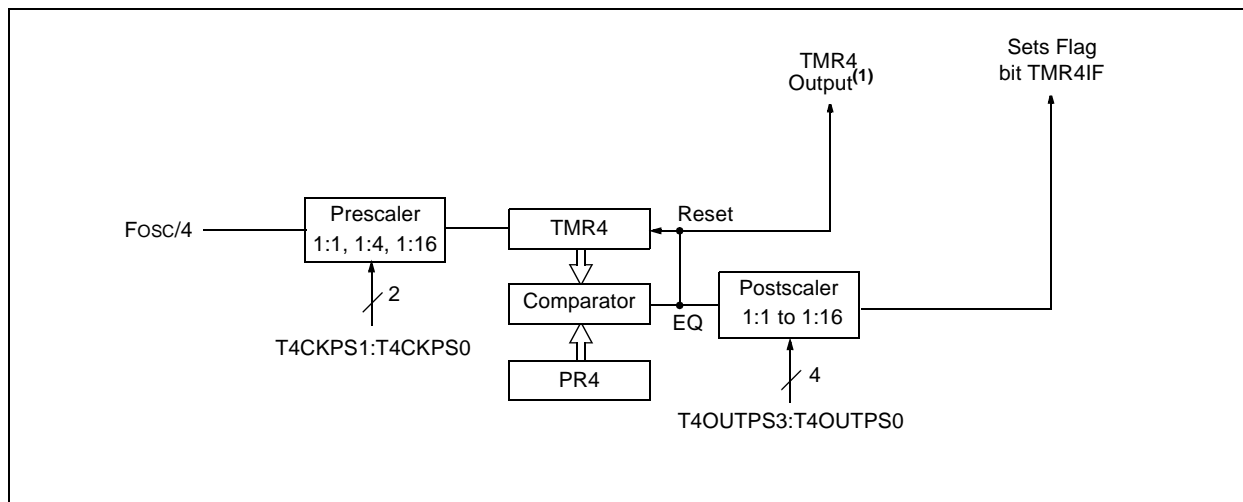 TMR4
Output(1)
Sets Flag
bit TMR4IF
Fosc/4
Prescaler
1:1, 1:4, 1:16
2
T4CKPS1:T4CKPS0
TMR4
Reset
Comparator
EQ
PR4
Postscaler
1:1 to 1:16
4
T4OUTPS3:T4OUTPS0